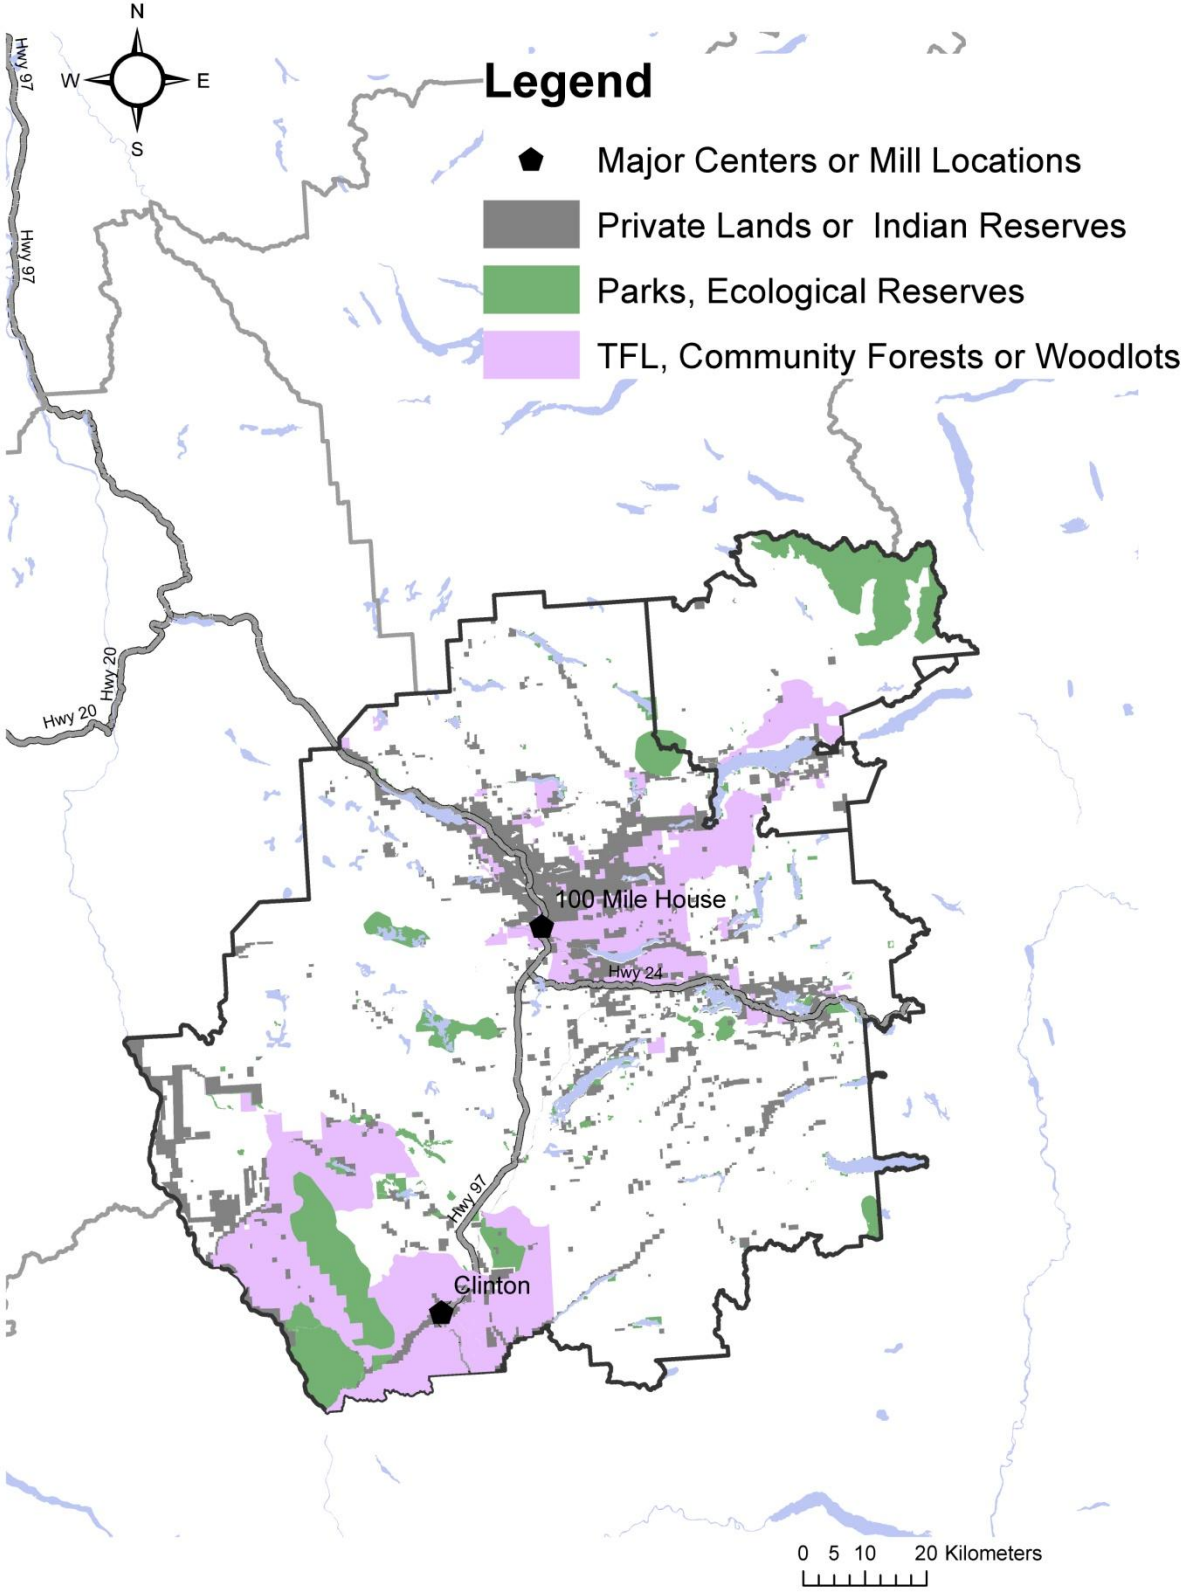 N
Hwy 97
W E
S
Legend
Major Centers or Mill Locations
Private Lands or Indian Reserves
Parks, Ecological Reserves
TFL, Community Forests or Woodlots
Hwy 97
Hwy 20
Hwy 20
100 Mile House
Hwy 24
Hwy 97
Clinton
0 5 10 20 Kilometers